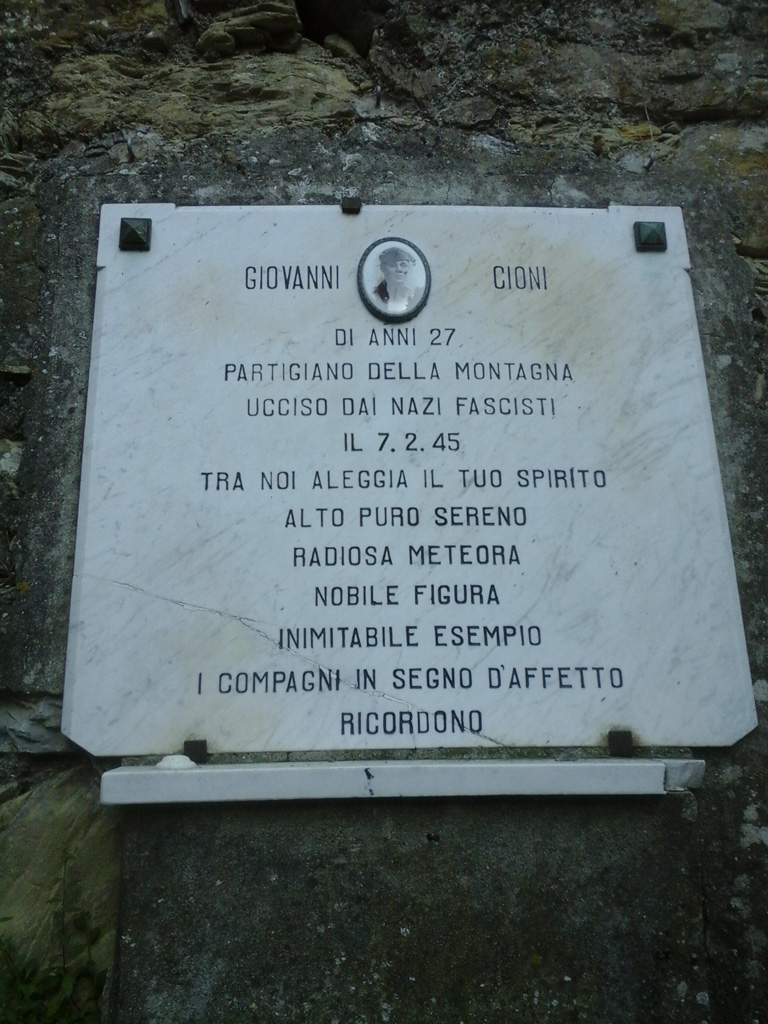 GIOVANNI CIONI
DI ANNI 27
PARTIGIANO DELLA MONTAGNA
UCCISO DAI NAZI FASCISTI
IL 7. 2. 45
TRA NOI ALEGGIA IL TUO SPIRITO
ALTO PURO SERENO
RADIOSA METEORA
NOBILE FIGURA
INIMITABILE ESEMPIO
I COMPAGNI IN SEGNO D'AFFETTO
RICORDONO